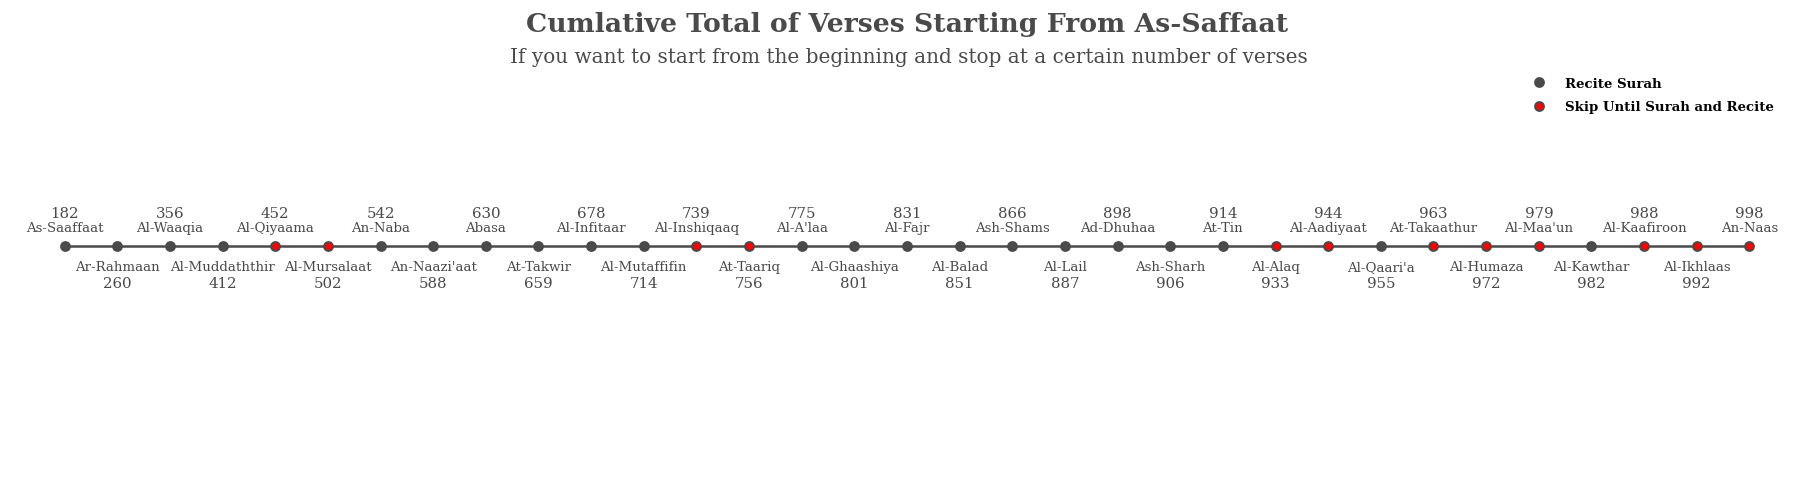 Cumlative Total of Verses Starting From As-Saffaat
If you want to start from the beginning and stop at a certain number of verses
Recite Surah
Skip Until Surah and Recite
182 356 452 542 630 678 739 775 831 866 898 914 944 963 979 988 998
As-Saaffaat Al-Waaqia Al-Qiyaama An-Naba Abasa Al-Infitaar Al-Inshiqaaq Al-A'laa Al-Fajr Ash-Shams Ad-Dhuhaa At-Tin Al-Aadiyaat At-Takaathur Al-Maa'un Al-Kaafiroon An-Naas
Ar-Rahmaan Al-Muddaththir Al-Mursalaat An-Naazi'aat At-Takwir Al-Mutaffifin At-Taariq Al-Ghaashiya Al-Balad Al-Lail Ash-Sharh Al-Alaq Al-Qaari'a Al-Humaza Al-Kawthar Al-Ikhlaas
260 412 502 588 659 714 756 801 851 887 906 933 955 972 982 992